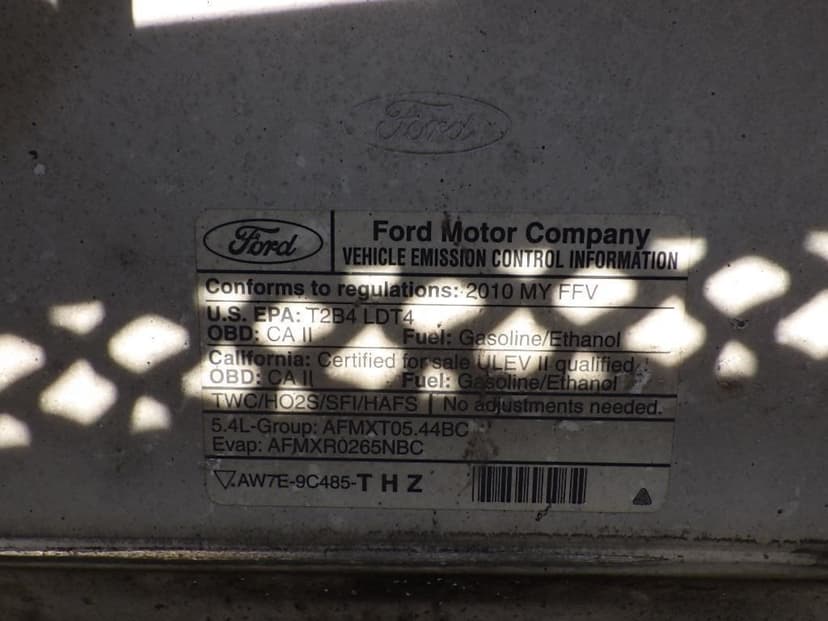 Ford
Ford
Ford Motor Company
VEHICLE EMISSION CONTROL INFORMATION
Conforms to regulations: 2010 MY FFV
U.S. EPA: T2B4 LDT4
OBD: CA II Fuel: Gasoline/Ethanol
California: Certified for sale ULEV II qualified
OBD: CA II Fuel: Gasoline/Ethanol
TWC/HO2S/SFI/HAFS No adjustments needed.
5.4L-Group: AFMXT05.44BC
Evap: AFMXR0265NBC
AW7E-9C485-THZ